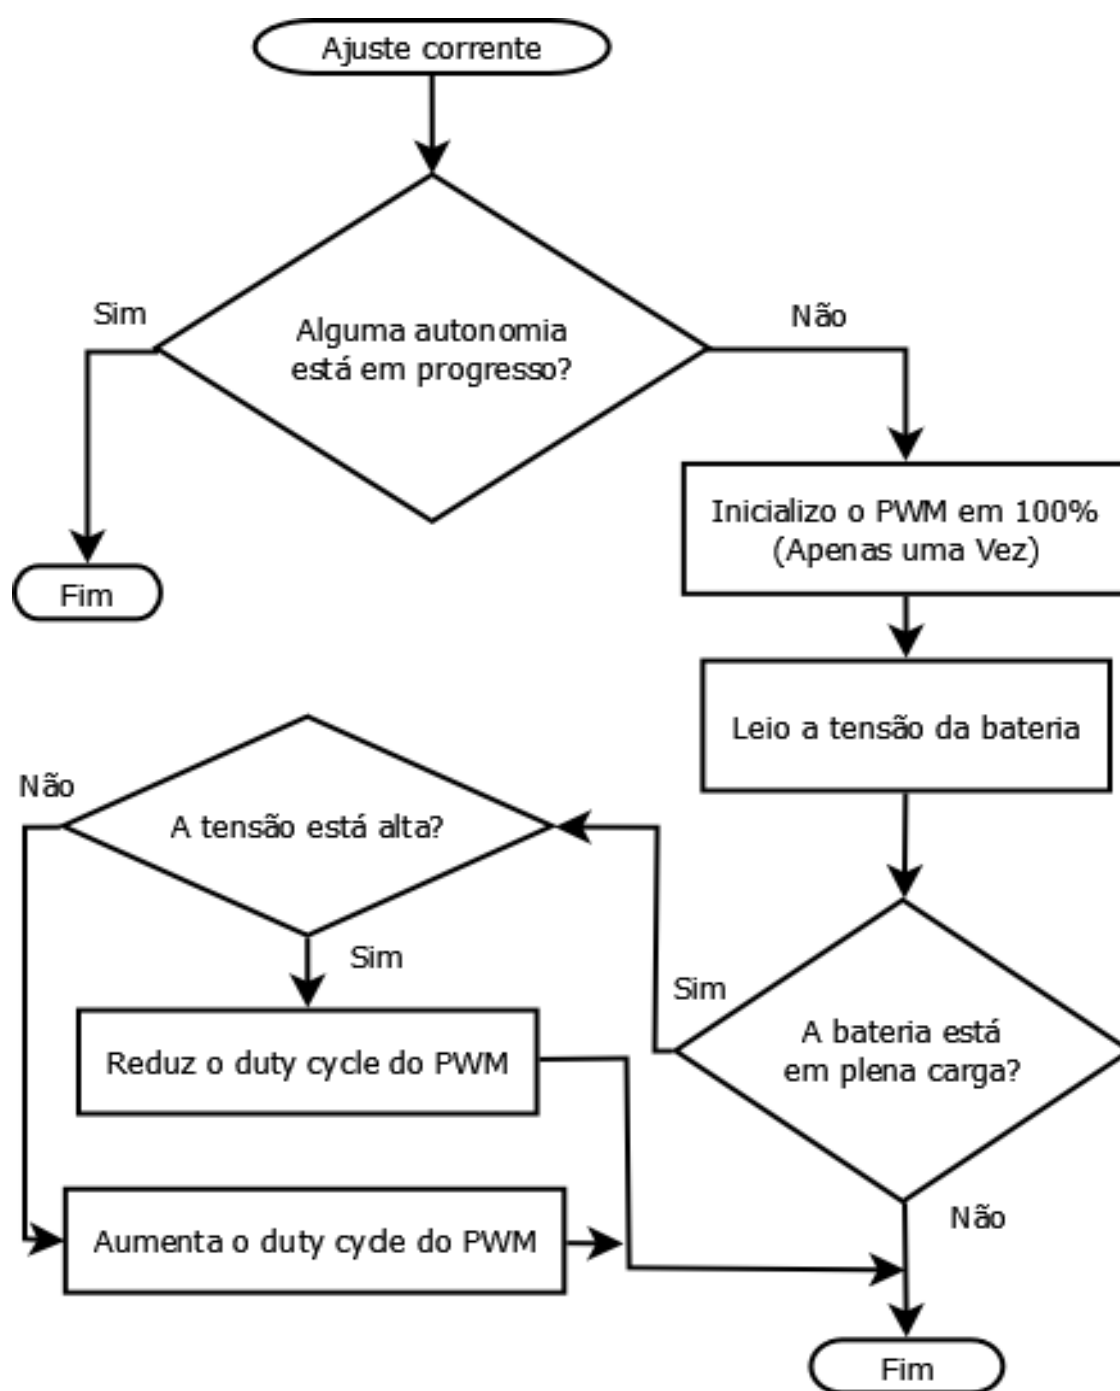 Ajuste corrente
Sim
Não
Alguma autonomia
está em progresso?
Inicializo o PWM em 100%
(Apenas uma Vez)
Fim
Leio a tensão da bateria
Não
A tensão está alta?
Sim
Sim
A bateria está
em plena carga?
Reduz o duty cycle do PWM
Não
Aumenta o duty cycle do PWM
Fim